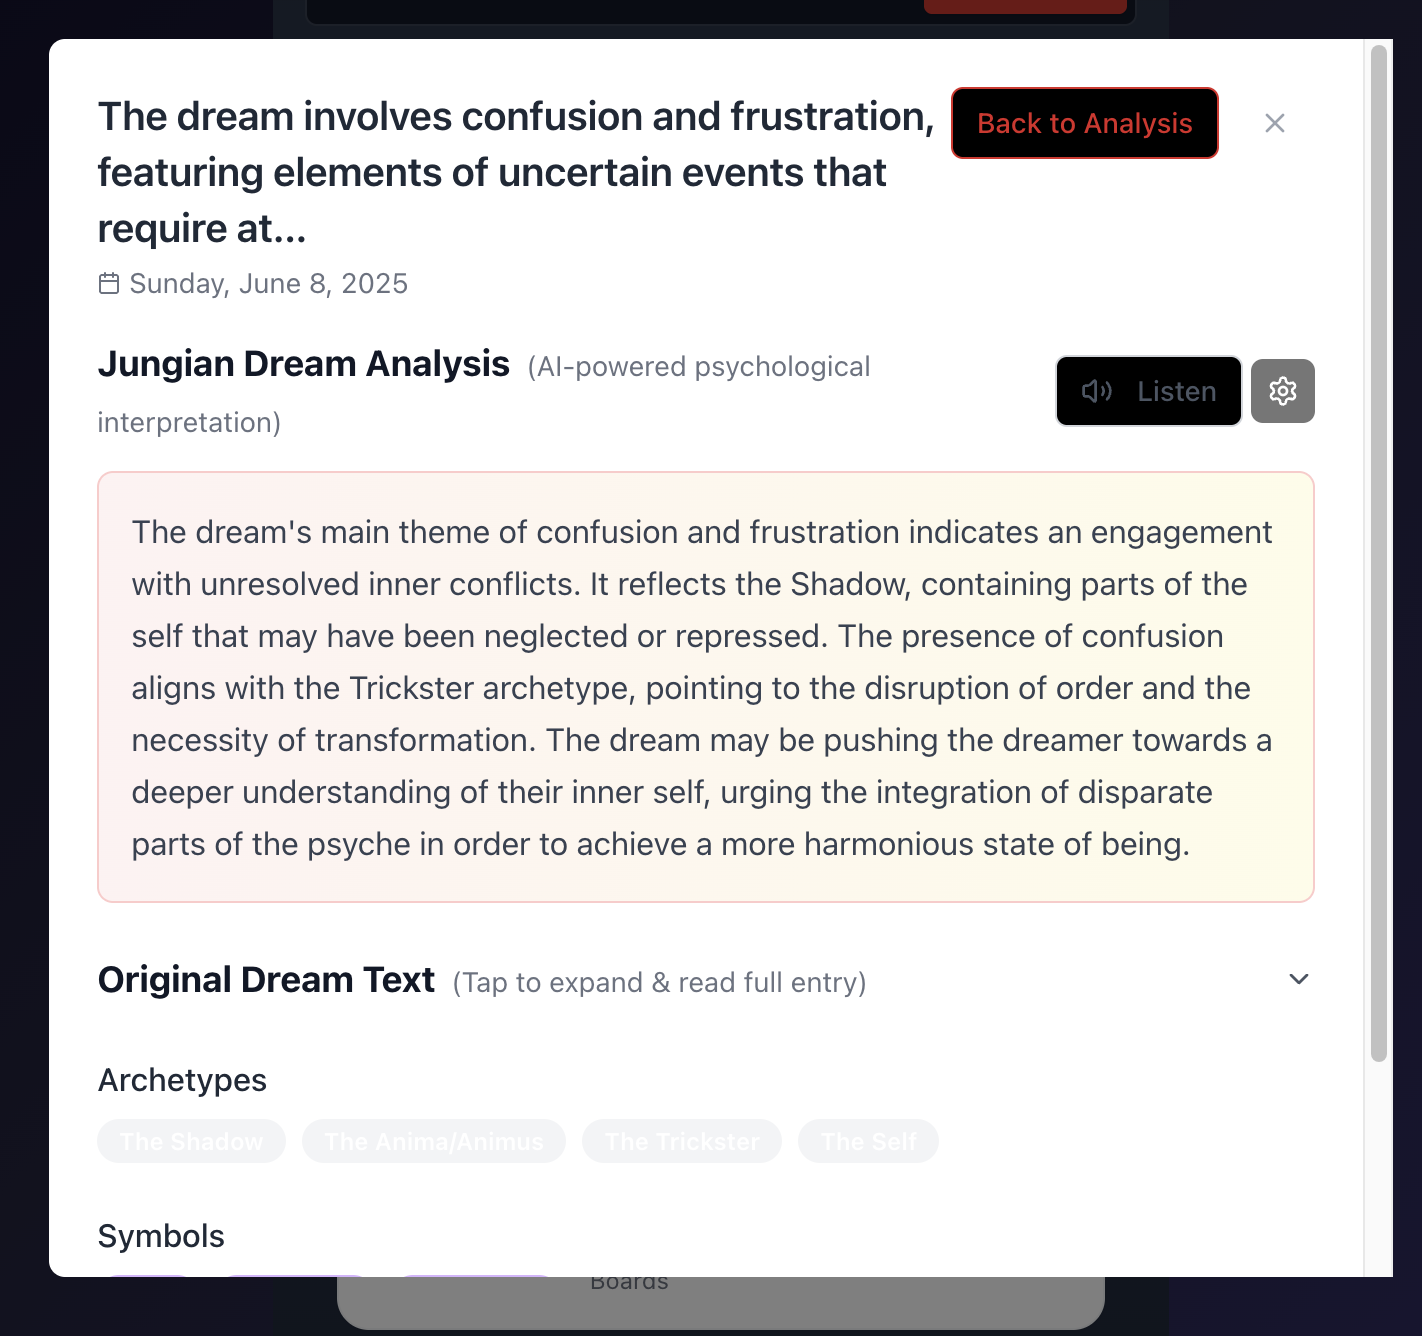 The dream involves confusion and frustration,
featuring elements of uncertain events that
require at...
Back to Analysis
Sunday, June 8, 2025
Jungian Dream Analysis (AI-powered psychological
interpretation)
Listen
The dream's main theme of confusion and frustration indicates an engagement
with unresolved inner conflicts. It reflects the Shadow, containing parts of the
self that may have been neglected or repressed. The presence of confusion
aligns with the Trickster archetype, pointing to the disruption of order and the
necessity of transformation. The dream may be pushing the dreamer towards a
deeper understanding of their inner self, urging the integration of disparate
parts of the psyche in order to achieve a more harmonious state of being.
Original Dream Text (Tap to expand & read full entry)
Archetypes
The Shadow The Anima/Animus The Trickster The Self
Symbols
Boards